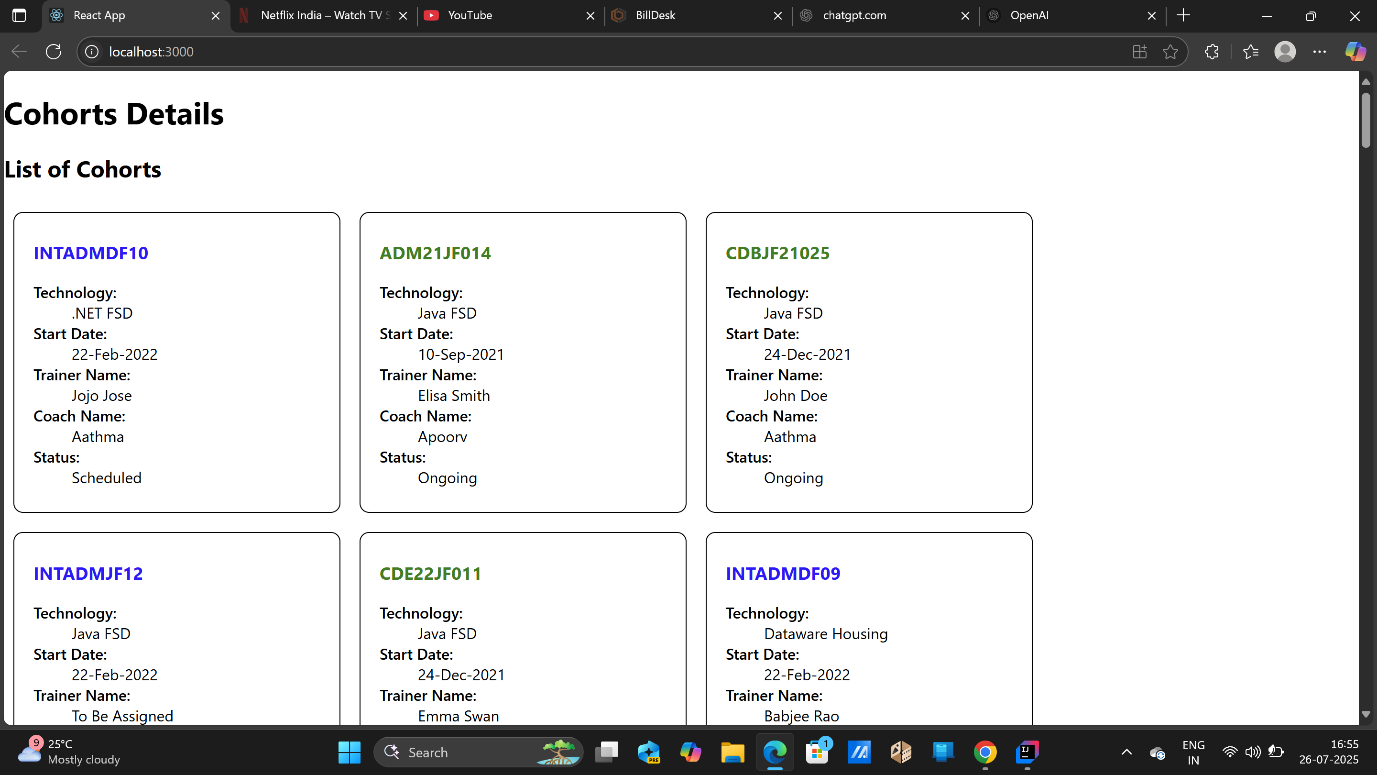 React App
Netflix India – Watch TV S
YouTube
BillDesk
chatgpt.com
OpenAI
localhost:3000
Cohorts Details
List of Cohorts
INTADMDF10
Technology:
.NET FSD
Start Date:
22-Feb-2022
Trainer Name:
Jojo Jose
Coach Name:
Aathma
Status:
Scheduled
ADM21JF014
Technology:
Java FSD
Start Date:
10-Sep-2021
Trainer Name:
Elisa Smith
Coach Name:
Apoorv
Status:
Ongoing
CDBJF21025
Technology:
Java FSD
Start Date:
24-Dec-2021
Trainer Name:
John Doe
Coach Name:
Aathma
Status:
Ongoing
INTADMJF12
Technology:
Java FSD
Start Date:
22-Feb-2022
Trainer Name:
To Be Assigned
CDE22JF011
Technology:
Java FSD
Start Date:
24-Dec-2021
Trainer Name:
Emma Swan
INTADMDF09
Technology:
Dataware Housing
Start Date:
22-Feb-2022
Trainer Name:
Babjee Rao
9
25°C
Mostly cloudy
Search
PRE
1
IJ
ENG
IN
16:55
26-07-2025